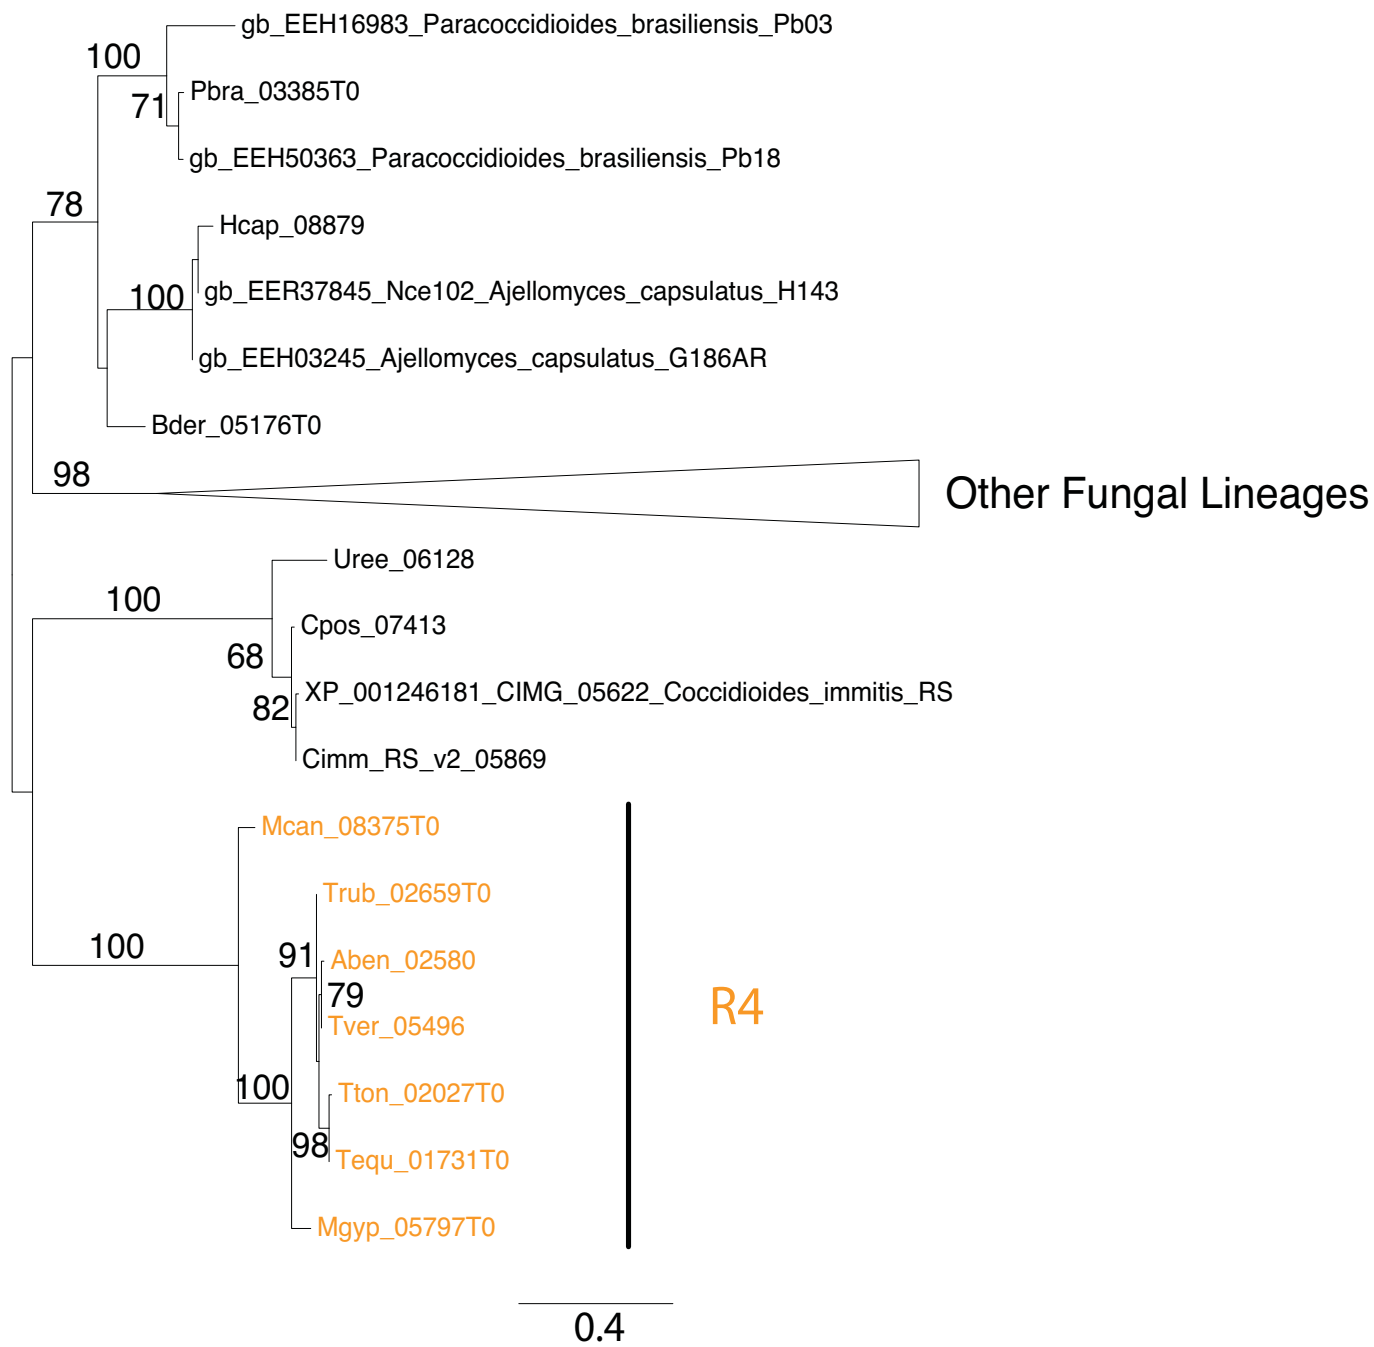 gb_EEH16983_Paracoccidioides_brasiliensis_Pb03
100
Pbra_03385T0
71
gb_EEH50363_Paracoccidioides_brasiliensis_Pb18
78
Hcap_08879
gb_EER37845_Nce102_Ajellomyces_capsulatus_H143
100
gb_EEH03245_Ajellomyces_capsulatus_G186AR
Bder_05176T0
98
Other Fungal Lineages
Uree_06128
100
Cpos_07413
68
XP_001246181_CIMG_05622_Coccidioides_immitis_RS
82
Cimm_RS_v2_05869
Mcan_08375T0
Trub_02659T0
100
91
Aben_02580
79
R4
Tver_05496
100
Tton_02027T0
98
Tequ_01731T0
Mgyp_05797T0
0.4